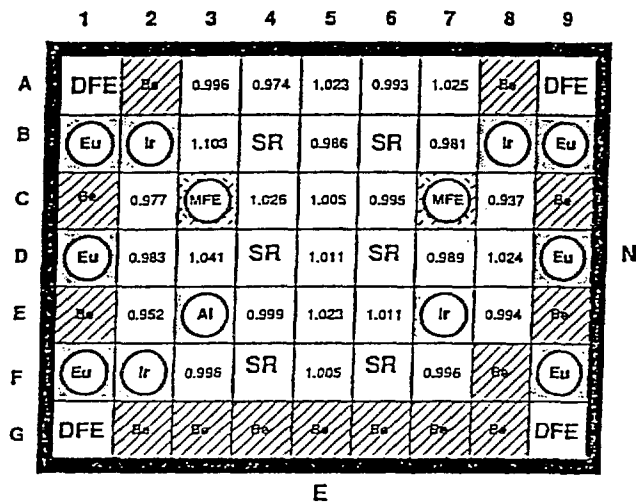 1 2 3 4 5 6 7 8 9
A DFE Be 0.996 0.974 1.023 0.993 1.025 Be DFE
B Eu Ir 1.103 SR 0.986 SR 0.981 Ir Eu
C Be 0.977 MFE 1.026 1.005 0.995 MFE 0.937 Be
D Eu 0.983 1.041 SR 1.011 SR 0.989 1.024 Eu N
E Be 0.952 Al 0.999 1.023 1.011 Ir 0.994 Be
F Eu Ir 0.996 SR 1.005 SR 0.996 Be Eu
G DFE Be Be Be Be Be Be Be DFE
E